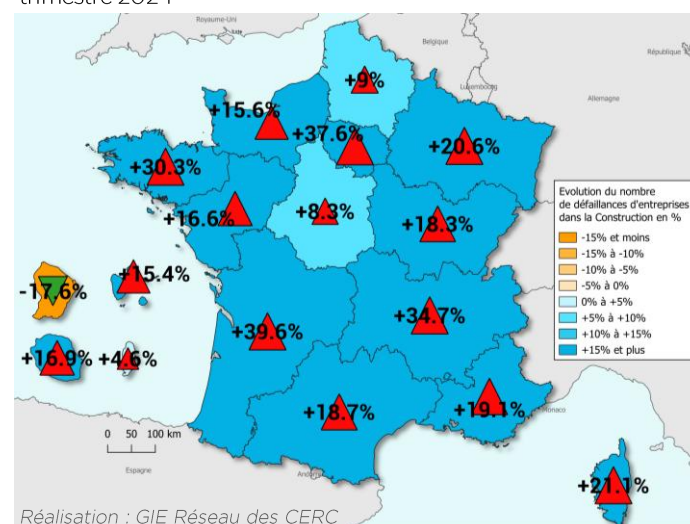 trimestre 2024
Royaume-Uni
Belgique
République
Luxembourg
Allemagne
+9%
+15.6%
+37.6%
+20.6%
+30.3%
+16.6%
+8.3%
+18.3%
-17.6%
+15.4%
+39.6%
+34.7%
+16.9%
+4.6%
+18.7%
+19.1%
Monaco
0 50 100 km
Espagne
+21.1%
Evolution du nombre
de défaillances d'entreprises
dans la Construction en %
-15% et moins
-15% à -10%
-10% à -5%
-5% à 0%
0% à +5%
+5% à +10%
+10% à +15%
+15% et plus
Réalisation : GIE Réseau des CERC